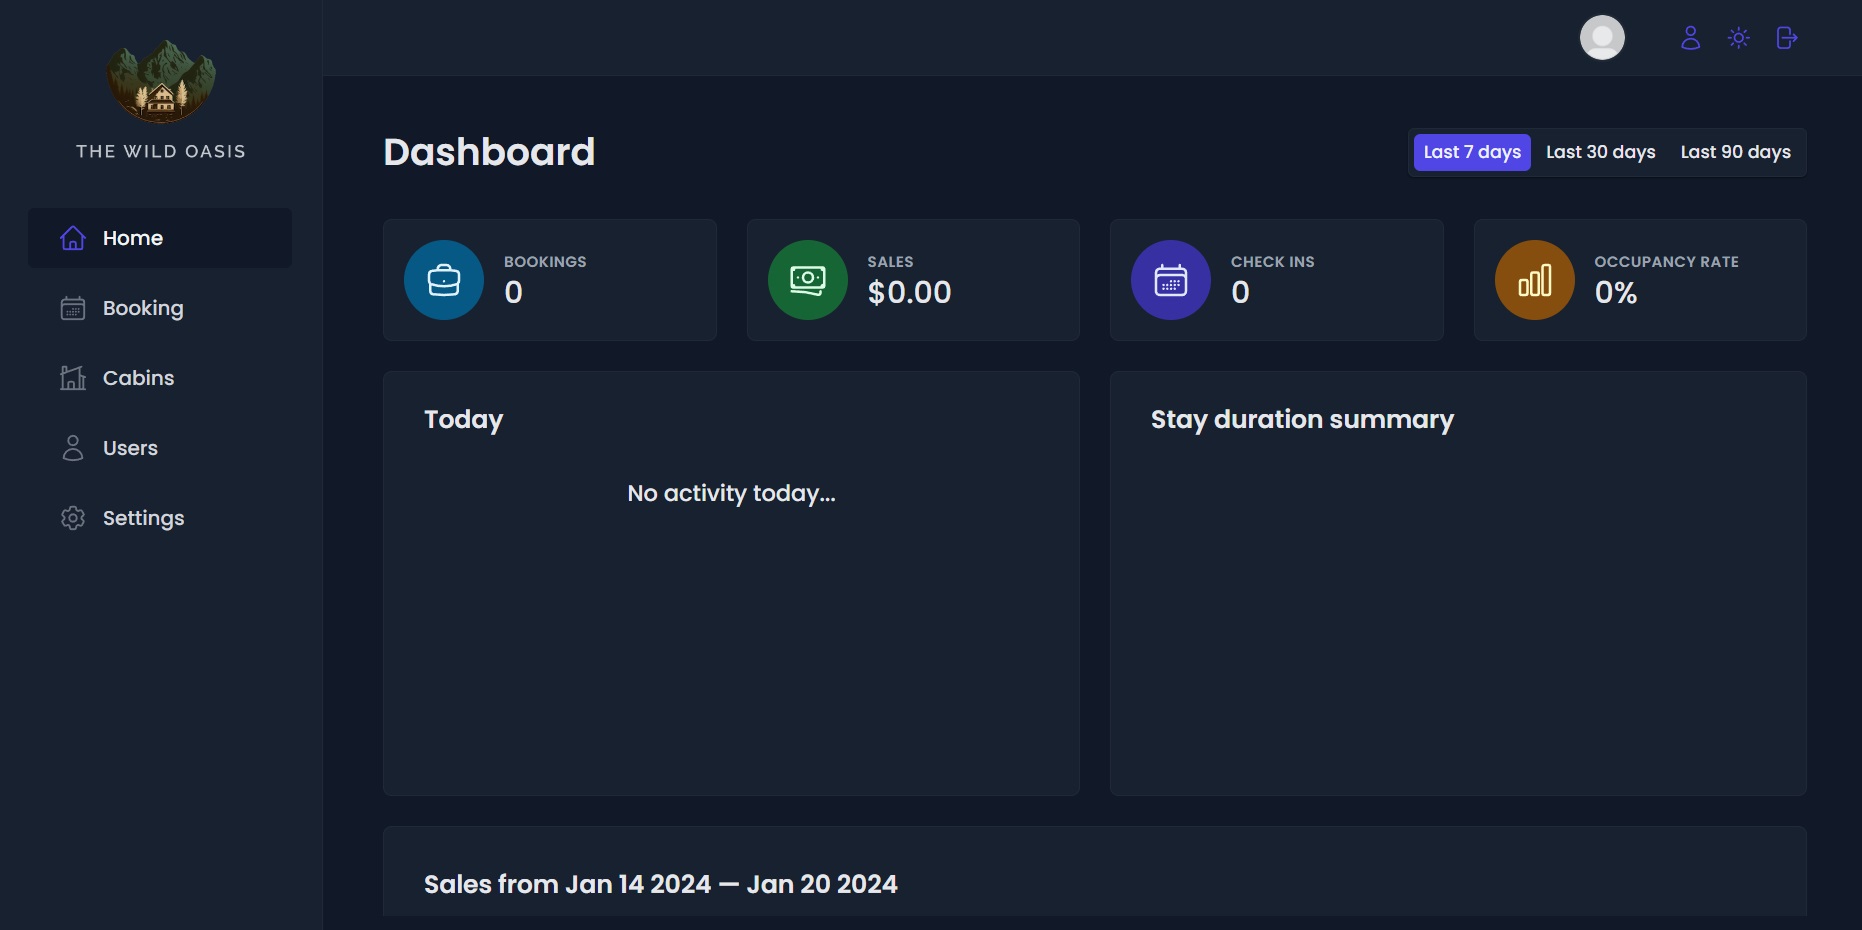 THE WILD OASIS
Home
Booking
Cabins
Users
Settings
Dashboard
Last 7 days
Last 30 days
Last 90 days
BOOKINGS
0
SALES
$0.00
CHECK INS
0
OCCUPANCY RATE
0%
Today
No activity today...
Stay duration summary
Sales from Jan 14 2024 — Jan 20 2024